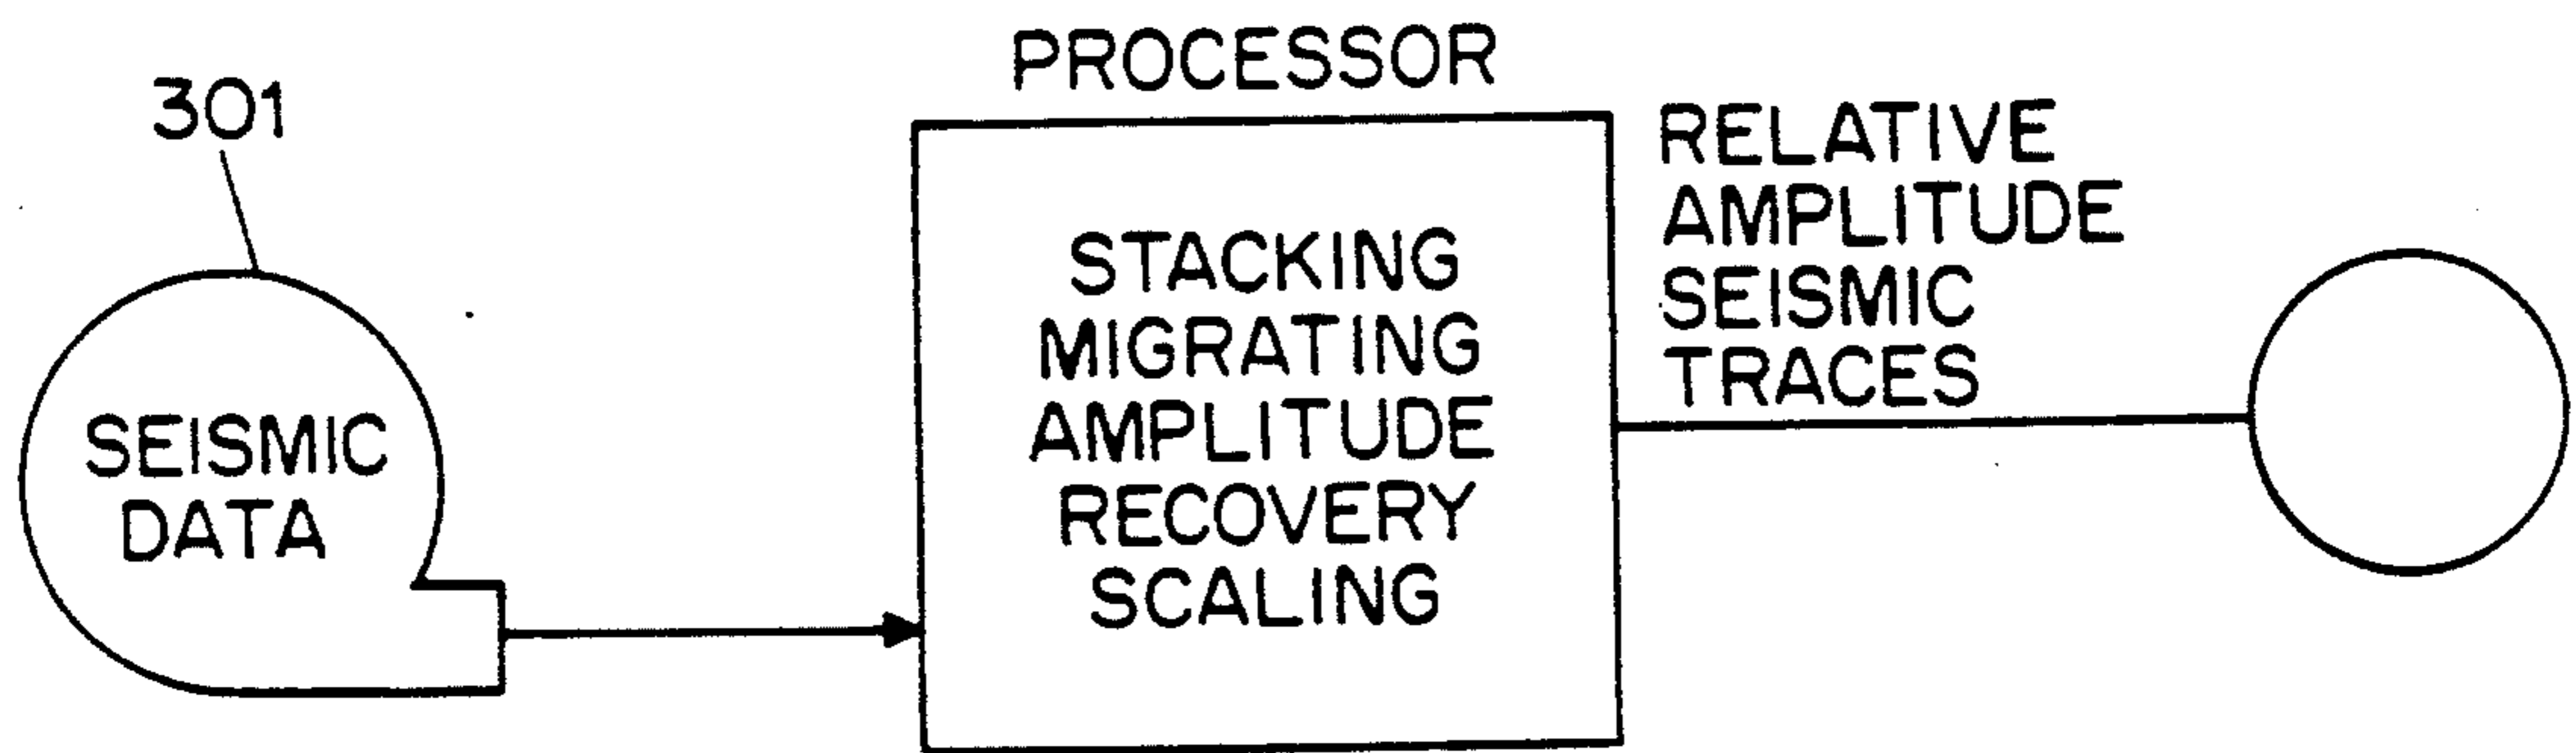 301
SEISMIC
DATA
PROCESSOR
STACKING
MIGRATING
AMPLITUDE
RECOVERY
SCALING
RELATIVE
AMPLITUDE
SEISMIC
TRACES